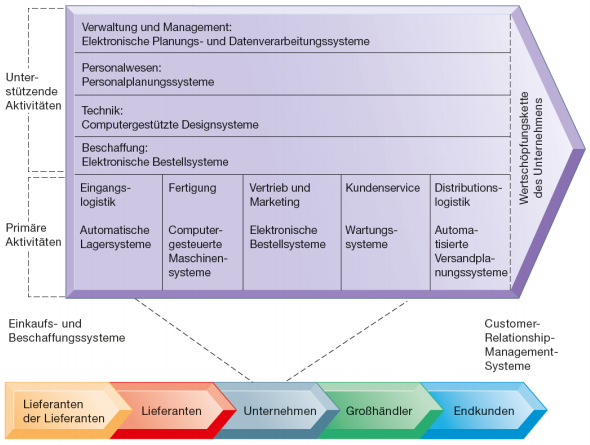 Verwaltung und Management:
Elektronische Planungs- und Datenverarbeitungssysteme
Personalwesen:
Personalplanungssysteme
Technik:
Computergestützte Designsysteme
Beschaffung:
Elektronische Bestellsysteme
Unter-
stützende
Aktivitäten
Wertschöpfungskette
des Unternehmens
Primäre
Aktivitäten
Eingangs-
logistik
Automatische
Lagersysteme
Fertigung
Computer-
gesteuerte
Maschinen-
systeme
Vertrieb und
Marketing
Elektronische
Bestellsysteme
Kundenservice
Wartungs-
systeme
Distributions-
logistik
Automa-
tisierte
Versandpla-
nungssysteme
Einkaufs- und
Beschaffungssysteme
Customer-
Relationship-
Management-
Systeme
Lieferanten
der Lieferanten
Lieferanten
Unternehmen
Großhändler
Endkunden